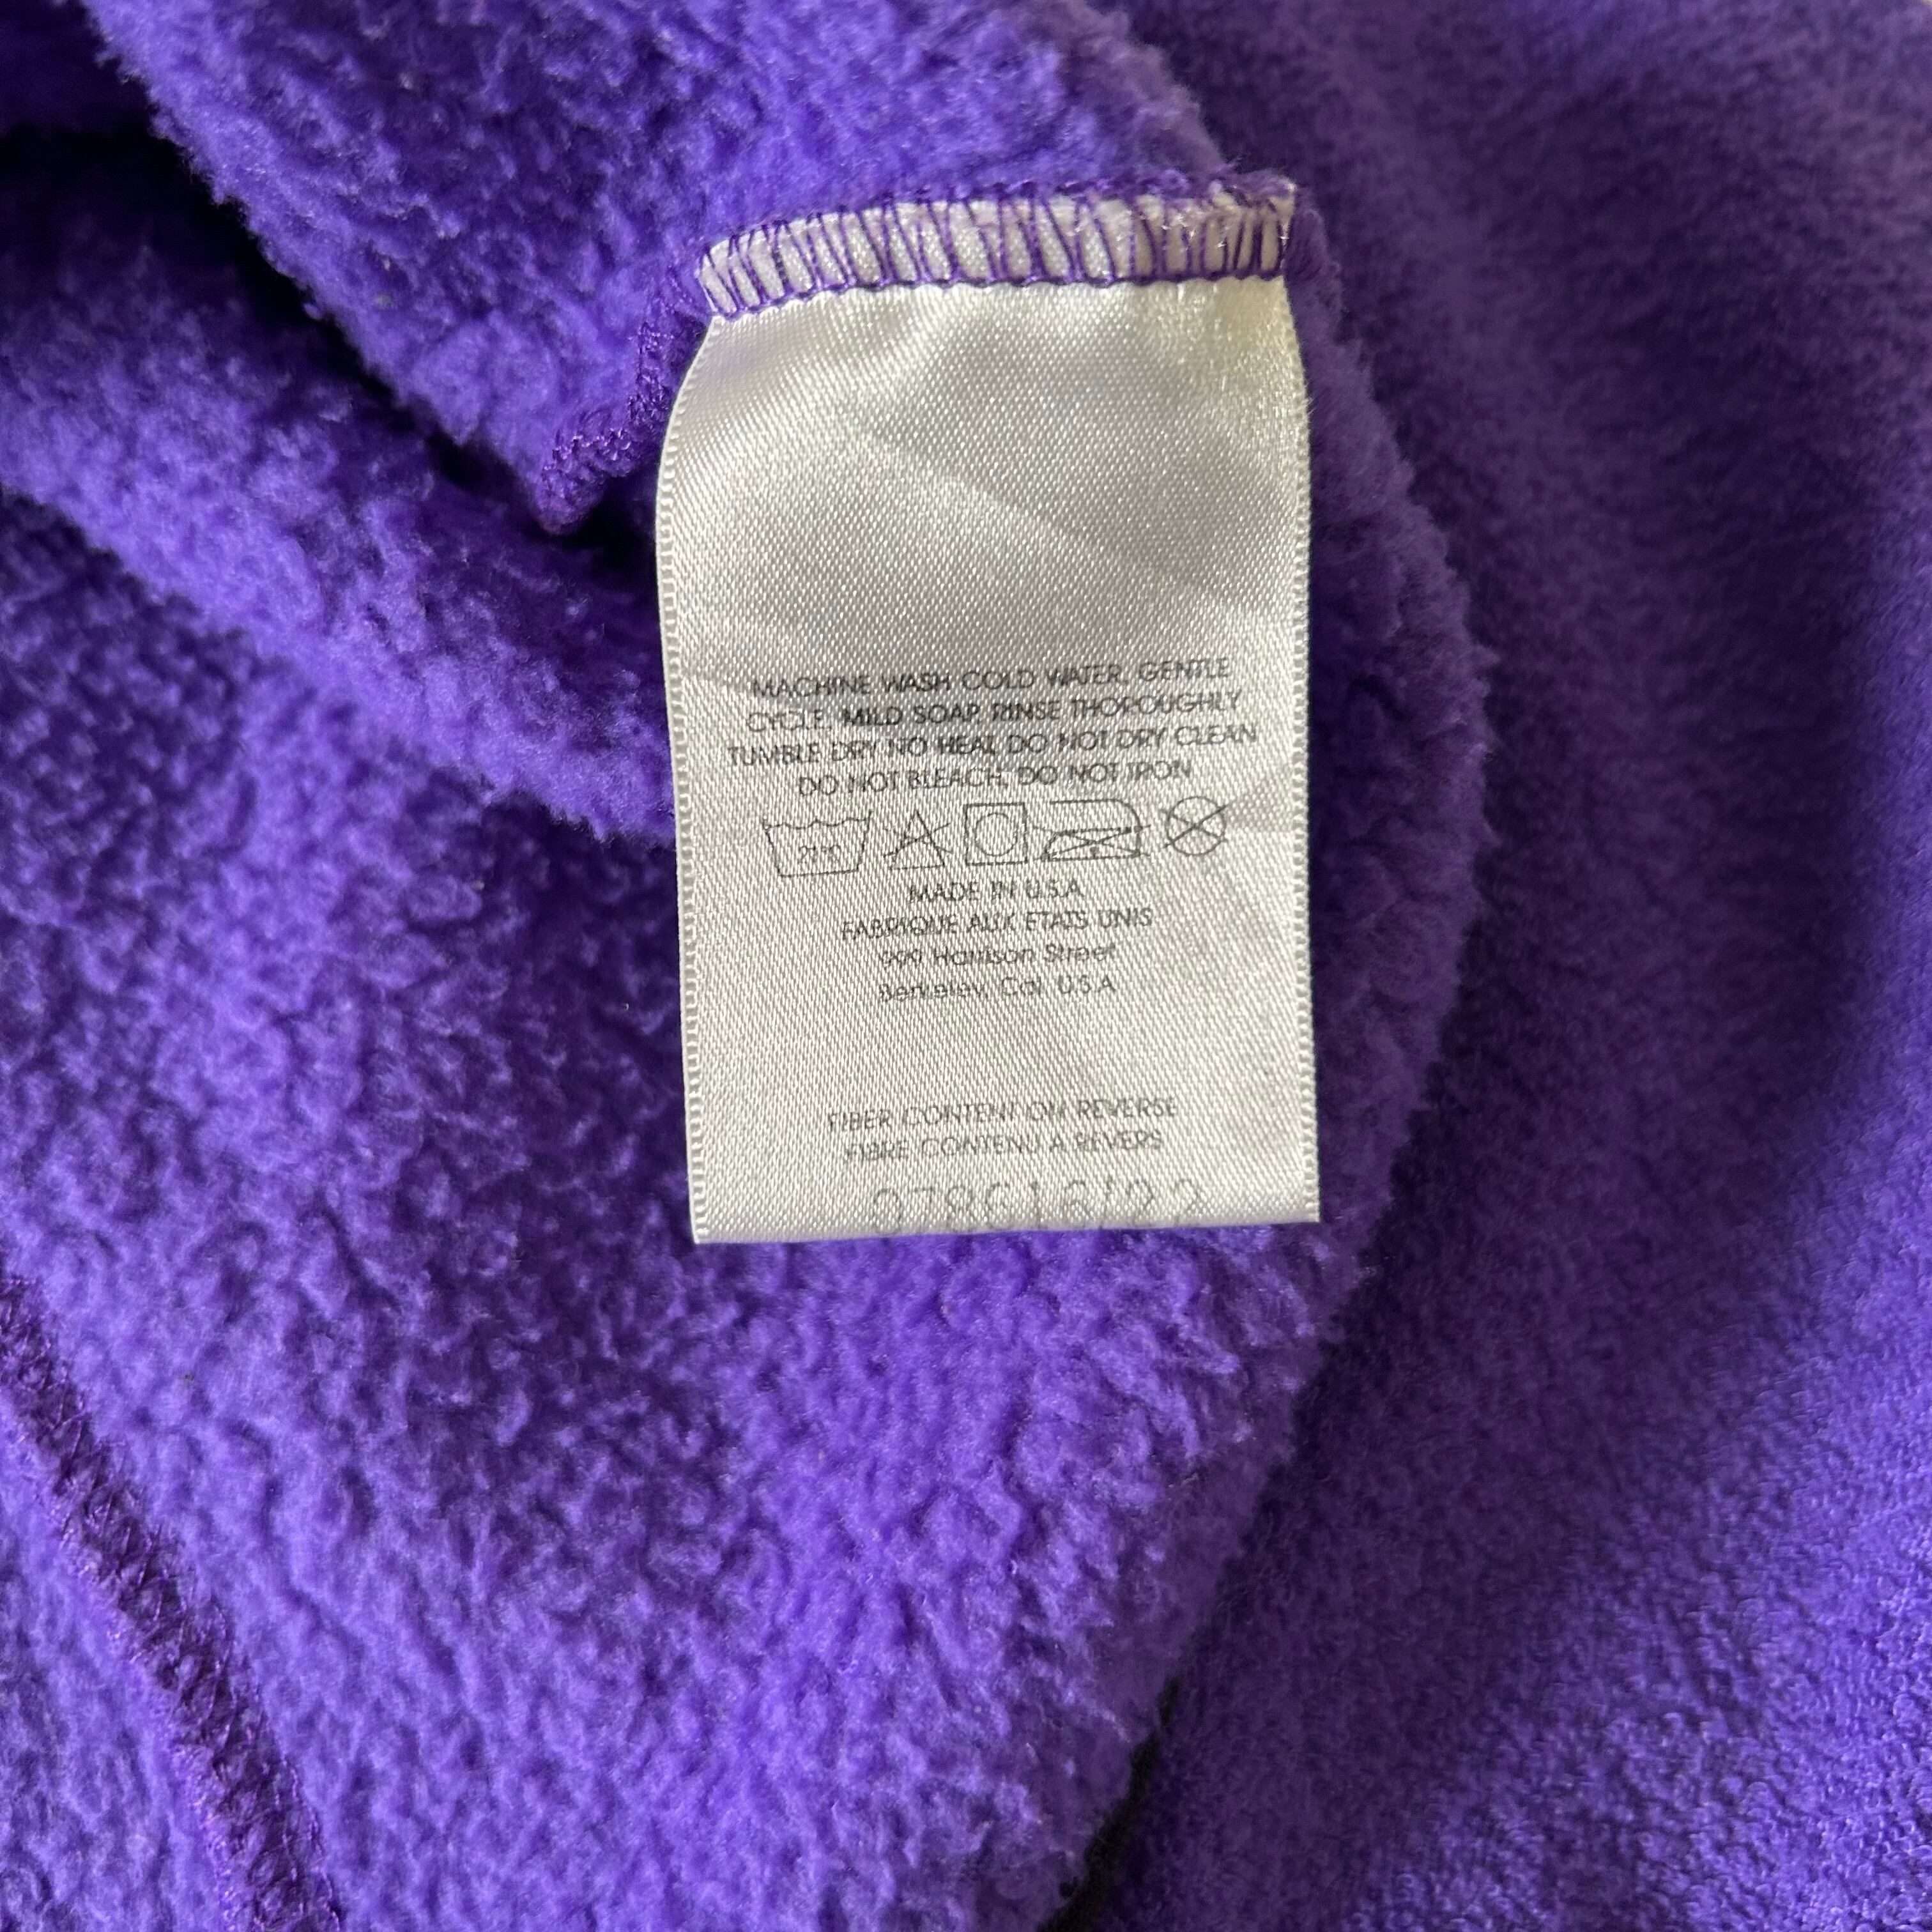 MACHINE WASH COLD WATER, GENTLE
CYCLE, MILD SOAP, RINSE THOROUGHLY
TUMBLE DRY NO HEAT, DO NOT DRY CLEAN
DO NOT BLEACH, DO NOT IRON
MADE IN U.S.A.
FABRIQUE AUX ETATS UNIS
999 Harrison Street
Berkeley, Cal. U.S.A.
FIBER CONTENT ON REVERSE
FIBRE CONTENU A REVERS